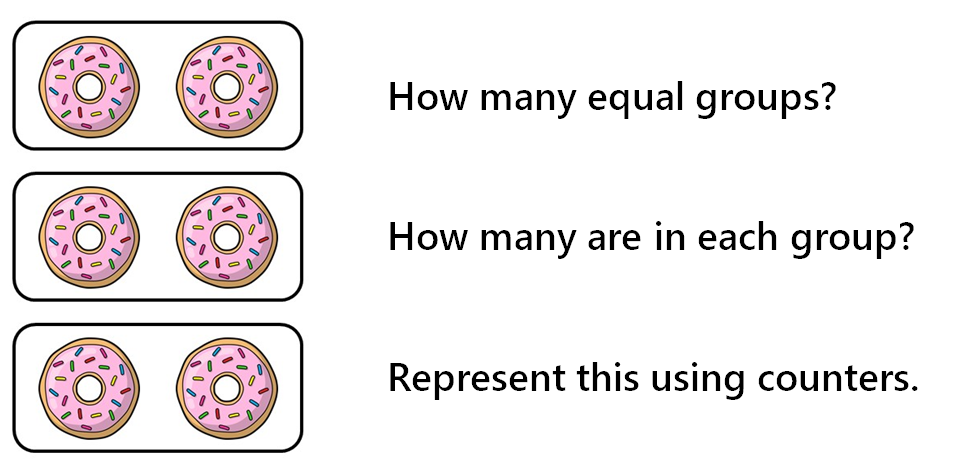 How many equal groups?
How many are in each group?
Represent this using counters.